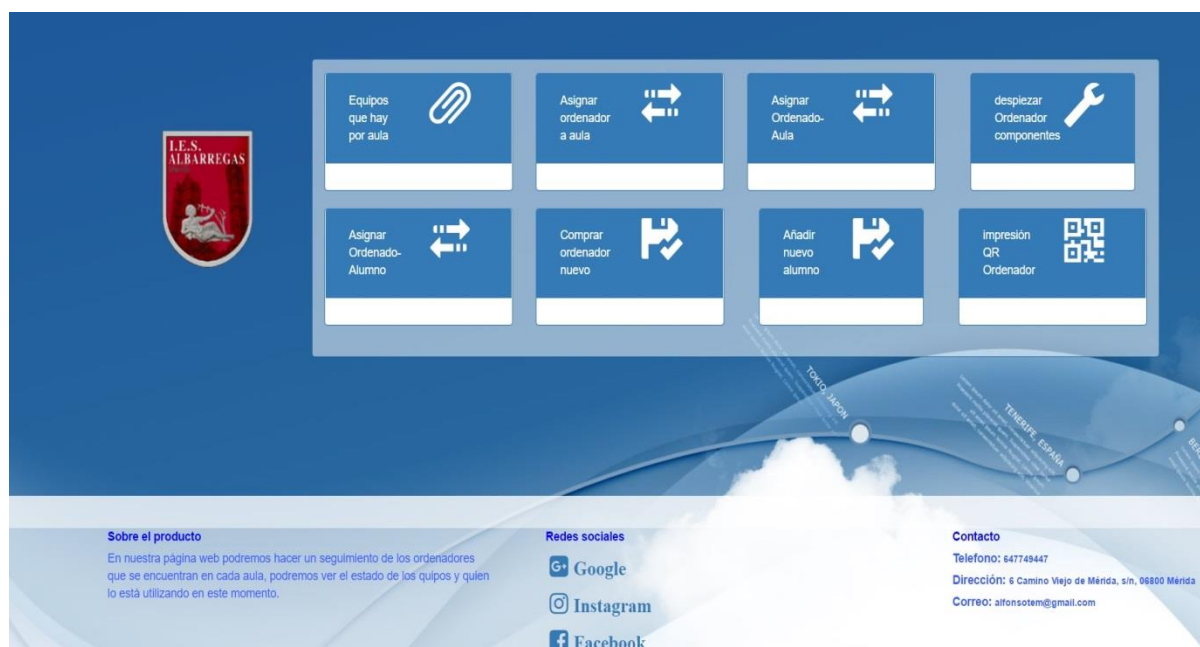 I.E.S.
ALBARREGAS
Equipos
que hay
por aula
Asignar
ordenador
a aula
Asignar
Ordenado-
Aula
despiezar
Ordenador
componentes
Asignar
Ordenado-
Alumno
Comprar
ordenador
nuevo
Añadir
nuevo
alumno
impresión
QR
Ordenador
TOKIO, JAPON
TENERIFE, ESPAÑA
Sobre el producto
En nuestra página web podremos hacer un seguimiento de los ordenadores
que se encuentran en cada aula, podremos ver el estado de los quipos y quien
lo está utilizando en este momento.
Redes sociales
G+ Google
Instagram
Facebook
Contacto
Telefono: 647749447
Dirección: 6 Camino Viejo de Mérida, s/n, 06800 Mérida
Correo: alfonsotem@gmail.com